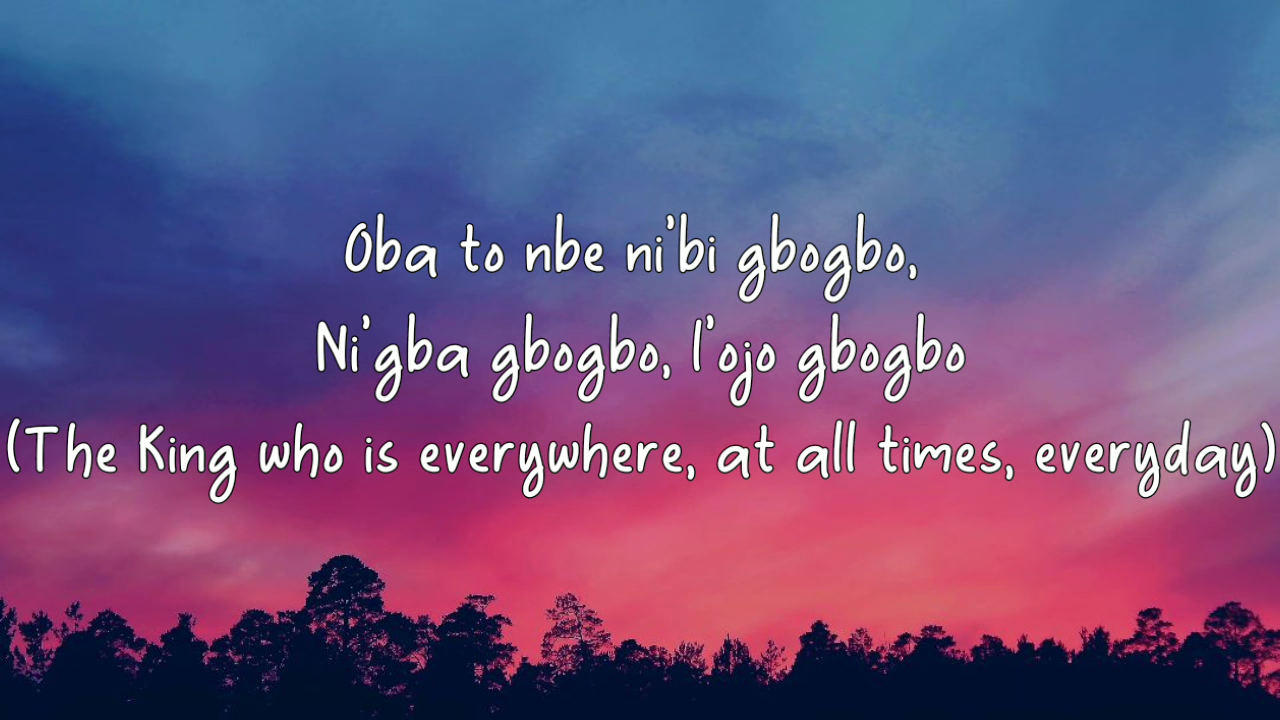 Oba to nbe ni'bi gbogbo,
Ni'gba gbogbo, l'ojo gbogbo
(The King who is everywhere, at all times, everyday)